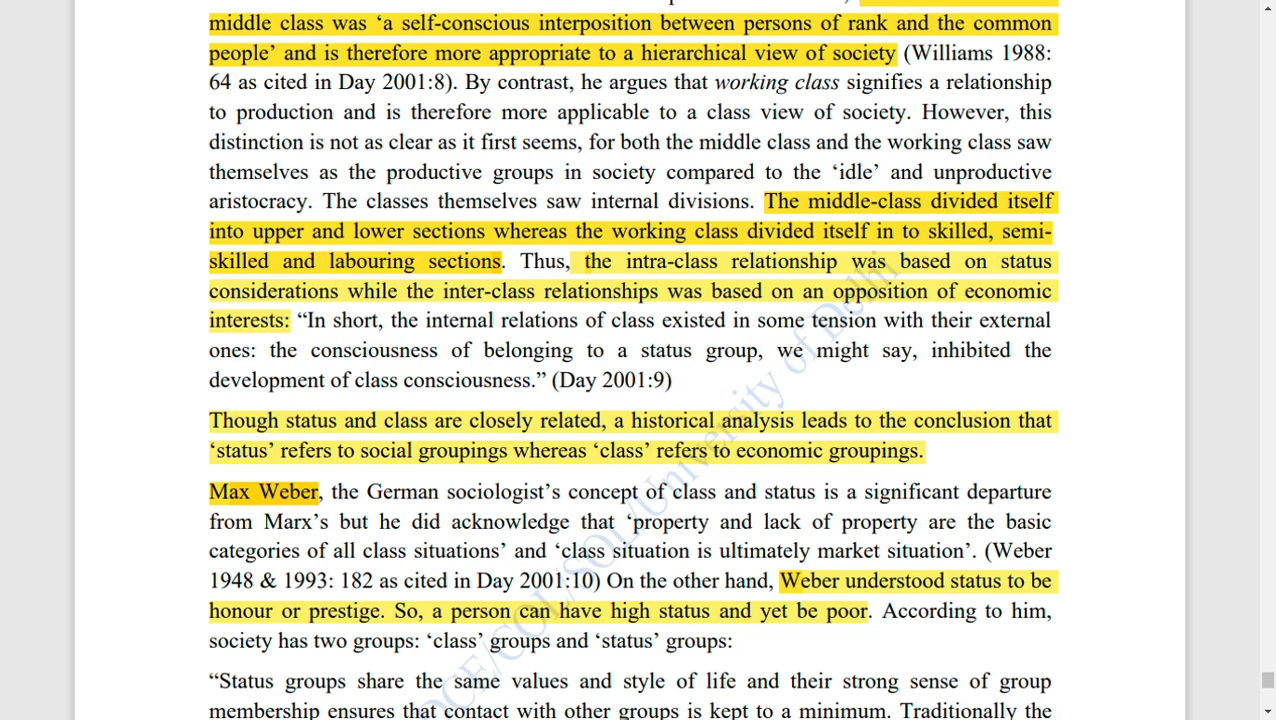 middle class was ‘a self-conscious interposition between persons of rank and the common
people’ and is therefore more appropriate to a hierarchical view of society (Williams 1988:
64 as cited in Day 2001:8). By contrast, he argues that working class signifies a relationship
to production and is therefore more applicable to a class view of society. However, this
distinction is not as clear as it first seems, for both the middle class and the working class saw
themselves as the productive groups in society compared to the ‘idle’ and unproductive
aristocracy. The classes themselves saw internal divisions. The middle-class divided itself
into upper and lower sections whereas the working class divided itself in to skilled, semi-
skilled and labouring sections. Thus, the intra-class relationship was based on status
considerations while the inter-class relationships was based on an opposition of economic
interests: “In short, the internal relations of class existed in some tension with their external
ones: the consciousness of belonging to a status group, we might say, inhibited the
development of class consciousness.” (Day 2001:9)
Though status and class are closely related, a historical analysis leads to the conclusion that
‘status’ refers to social groupings whereas ‘class’ refers to economic groupings.
Max Weber, the German sociologist’s concept of class and status is a significant departure
from Marx’s but he did acknowledge that ‘property and lack of property are the basic
categories of all class situations’ and ‘class situation is ultimately market situation’. (Weber
1948 & 1993: 182 as cited in Day 2001:10) On the other hand, Weber understood status to be
honour or prestige. So, a person can have high status and yet be poor. According to him,
society has two groups: ‘class’ groups and ‘status’ groups:
“Status groups share the same values and style of life and their strong sense of group
membership ensures that contact with other groups is kept to a minimum. Traditionally the
OCE/COL/SOL/University of Delhi